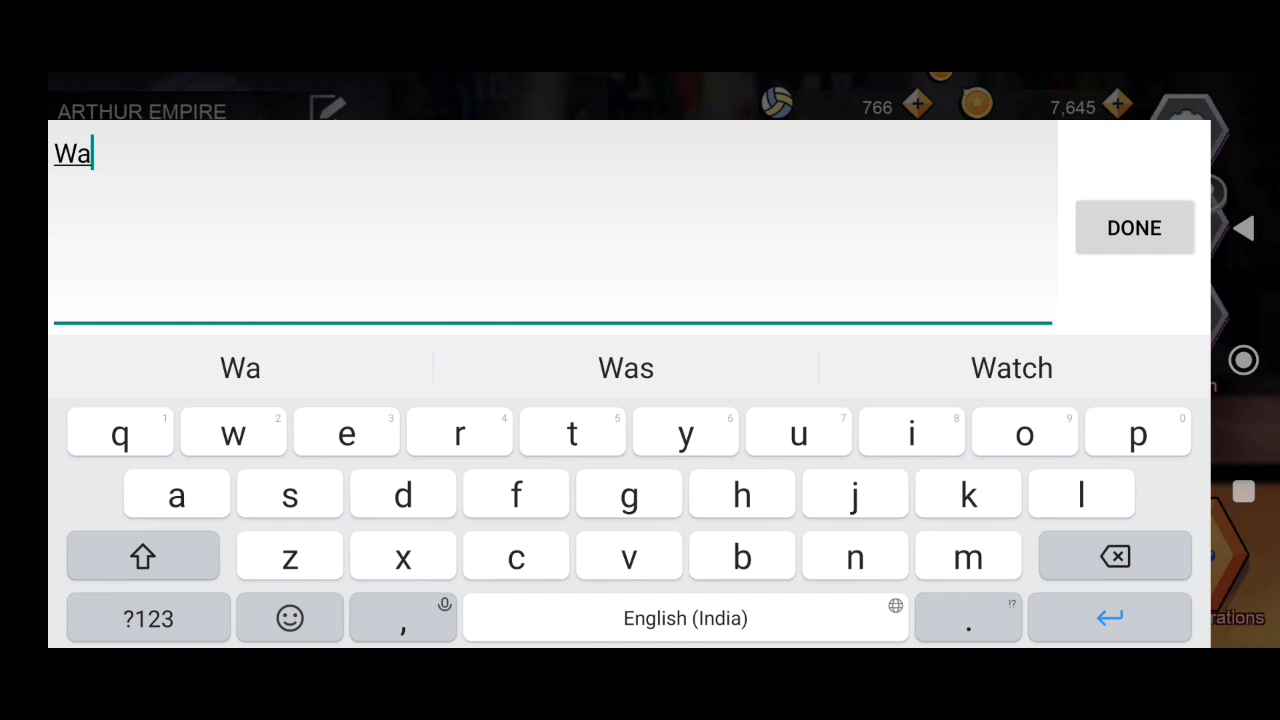 ARTHUR EMPIRE
766
7,645
Wa
DONE
Wa Was Watch
q 1 w 2 e 3 r 4 t 5 y 6 u 7 i 8 o 9 p 0
a s d f g h j k l
z x c v b n m
?123 , English (India) . !?
rations